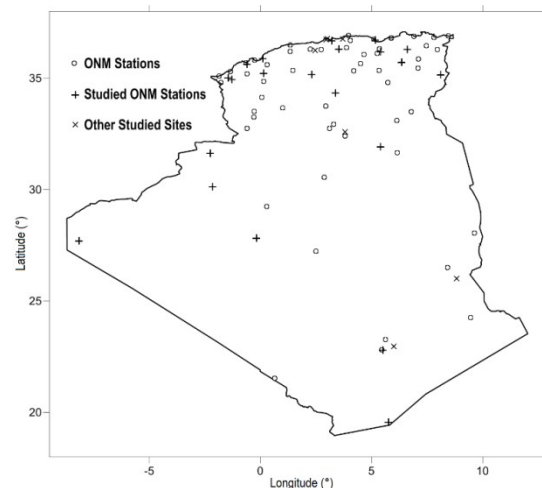 ONM Stations
Studied ONM Stations
Other Studied Sites
35
30
25
20
Latitude (°)
-5
0
5
10
Longitude (°)